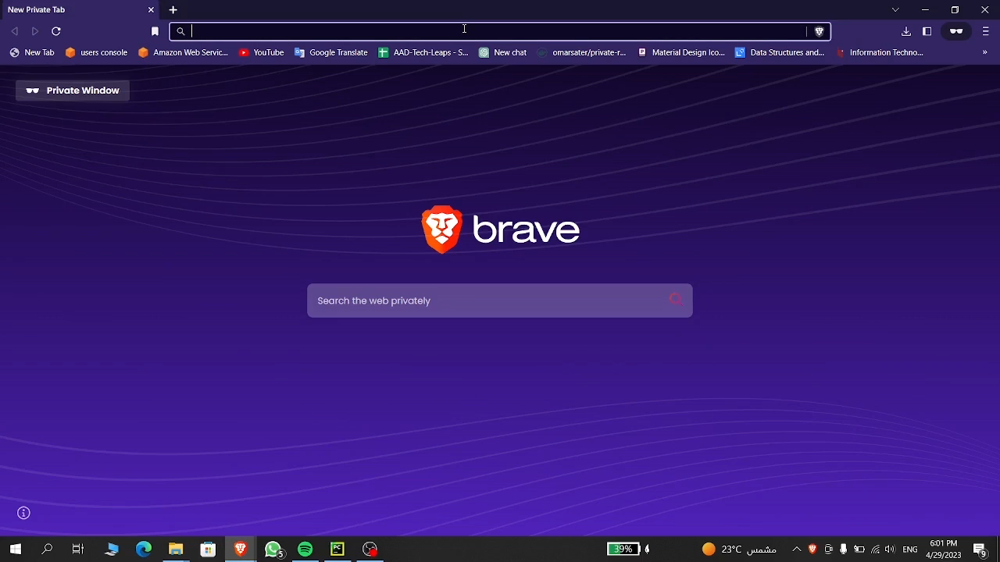 New Private Tab
New Tab users console Amazon Web Servic... YouTube Google Translate AAD-Tech-Leaps - S... New chat omarsater/private-r... Material Design Ico... Data Structures and... Information Techno... »
Private Window
brave
Search the web privately
PC 5 39% 23°C مشمس ENG 6:01 PM
4/29/2023